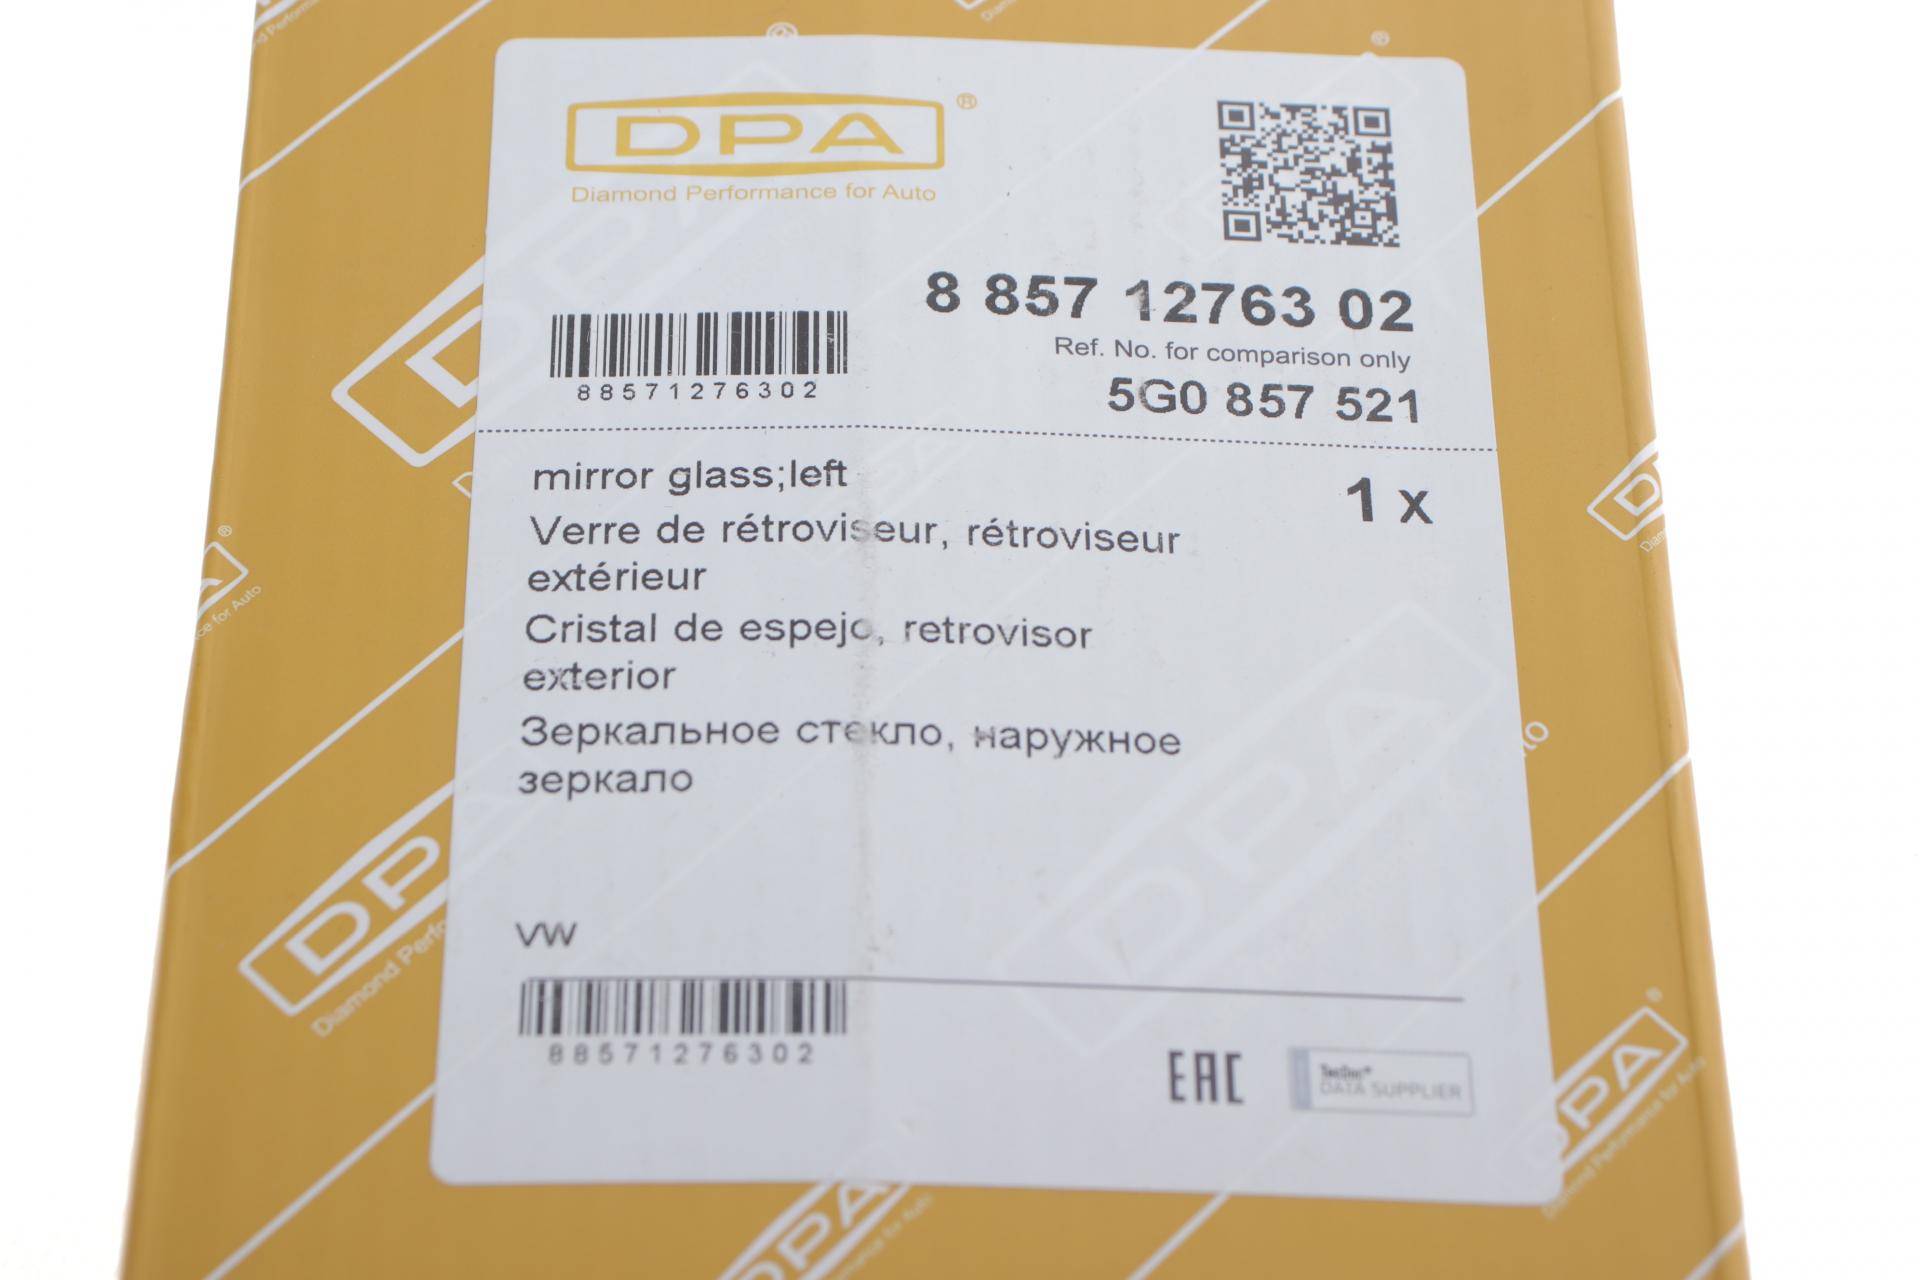 DPA®
Diamond Performance for Auto
8 857 12763 02
Ref. No. for comparison only
88571276302
5G0 857 521
mirror glass;left
1 x
Verre de rétroviseur, rétroviseur
extérieur
Cristal de espejo, retrovisor
exterior
Зеркальное стекло, наружное
зеркало
VW
88571276302
EAC
TecDoc®
DATA SUPPLIER